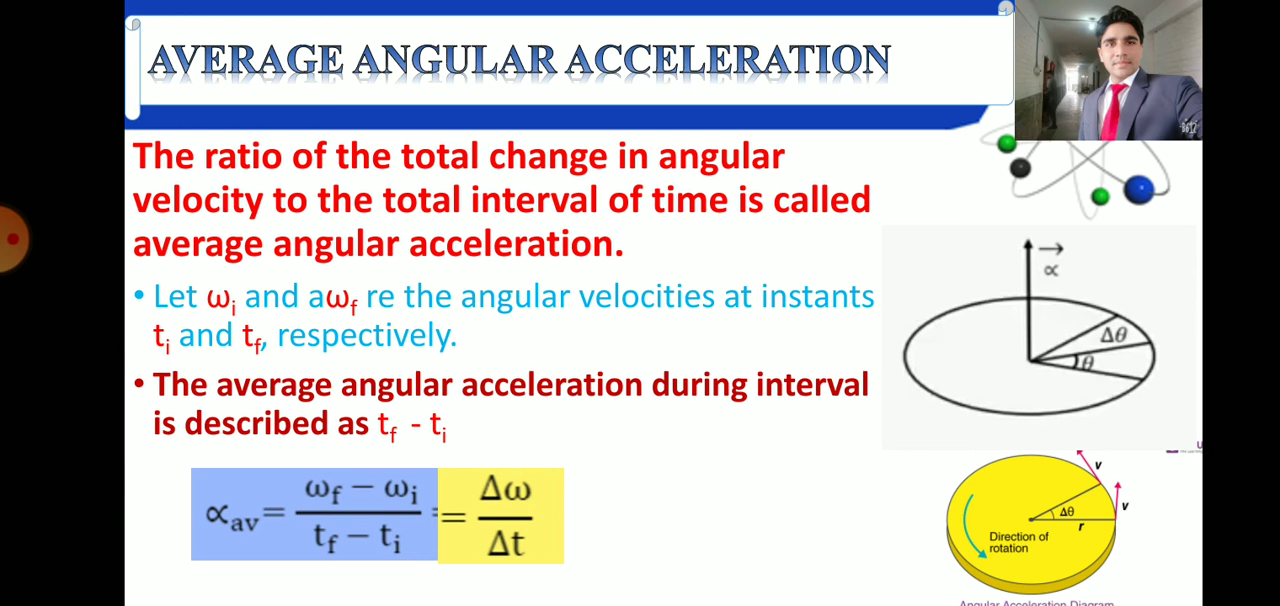 AVERAGE ANGULAR ACCELERATION
B612
The ratio of the total change in angular
velocity to the total interval of time is called
average angular acceleration.
• Let ωi and aωf re the angular velocities at instants
ti and tf, respectively.
• The average angular acceleration during interval
is described as tf - ti
∝av = (ωf − ωi)/(tf − ti) = = Δω/Δt
∝
Δθ
θ
U
v
v
Δθ
r
Direction of
rotation
Angular Acceleration Diagram